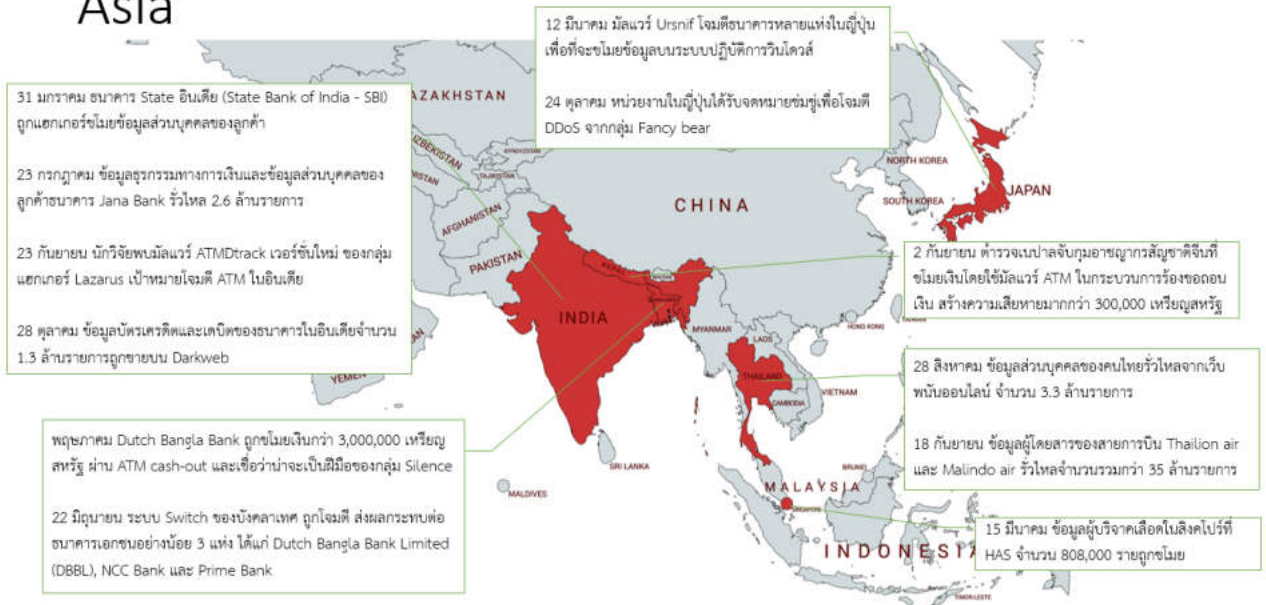 Asia
12 มีนาคม มัลแวร์ Ursnif โจมตีธนาคารหลายแห่งในญี่ปุ่น
เพื่อที่จะขโมยข้อมูลบนระบบปฏิบัติการวินโดวส์
24 ตุลาคม หน่วยงานในญี่ปุ่นได้รับจดหมายข่มขู่เพื่อโจมตี
DDoS จากกลุ่ม Fancy bear
31 มกราคม ธนาคาร State อินเดีย (State Bank of India - SBI)
ถูกแฮกเกอร์ขโมยข้อมูลส่วนบุคคลของลูกค้า
23 กรกฎาคม ข้อมูลธุรกรรมทางการเงินและข้อมูลส่วนบุคคลของ
ลูกค้าธนาคาร Jana Bank รั่วไหล 2.6 ล้านรายการ
23 กันยายน นักวิจัยพบมัลแวร์ ATMDtrack เวอร์ชั่นใหม่ ของกลุ่ม
แฮกเกอร์ Lazarus เป้าหมายโจมตี ATM ในอินเดีย
28 ตุลาคม ข้อมูลบัตรเครดิตและเดบิตของธนาคารในอินเดียจำนวน
1.3 ล้านรายการถูกขายบน Darkweb
2 กันยายน ตำรวจเนปาลจับกุมอาชญากรสัญชาติจีนที่
ขโมยเงินโดยใช้มัลแวร์ ATM ในกระบวนการร้องขอถอน
เงิน สร้างความเสียหายมากกว่า 300,000 เหรียญสหรัฐ
28 สิงหาคม ข้อมูลส่วนบุคคลของคนไทยรั่วไหลจากเว็บ
พนันออนไลน์ จำนวน 3.3 ล้านรายการ
18 กันยายน ข้อมูลผู้โดยสารของสายการบิน Thailion air
และ Malindo air รั่วไหลจำนวนรวมกว่า 35 ล้านรายการ
พฤษภาคม Dutch Bangla Bank ถูกขโมยเงินกว่า 3,000,000 เหรียญ
สหรัฐ ผ่าน ATM cash-out และเชื่อว่าน่าจะเป็นฝีมือของกลุ่ม Silence
22 มิถุนายน ระบบ Switch ของบังคลาเทศ ถูกโจมตี ส่งผลกระทบต่อ
ธนาคารเอกชนอย่างน้อย 3 แห่ง ได้แก่ Dutch Bangla Bank Limited
(DBBL), NCC Bank และ Prime Bank
15 มีนาคม ข้อมูลผู้บริจาคเลือดในสิงคโปร์ที่
HAS จำนวน 808,000 รายถูกขโมย
AZAKHSTAN
UZBEKISTAN
KYRGYZSTAN
TAJIKISTAN
AFGHANISTAN
PAKISTAN
CHINA
NORTH KOREA
SOUTH KOREA
JAPAN
INDIA
MYANMAR
LAOS
HONG KONG
THAILAND
VIETNAM
CAMBODIA
YEMEN
SRI LANKA
MALDIVES
BRUNEI
MALAYSIA
SINGAPORE
INDONESIA
TIMOR-LESTE